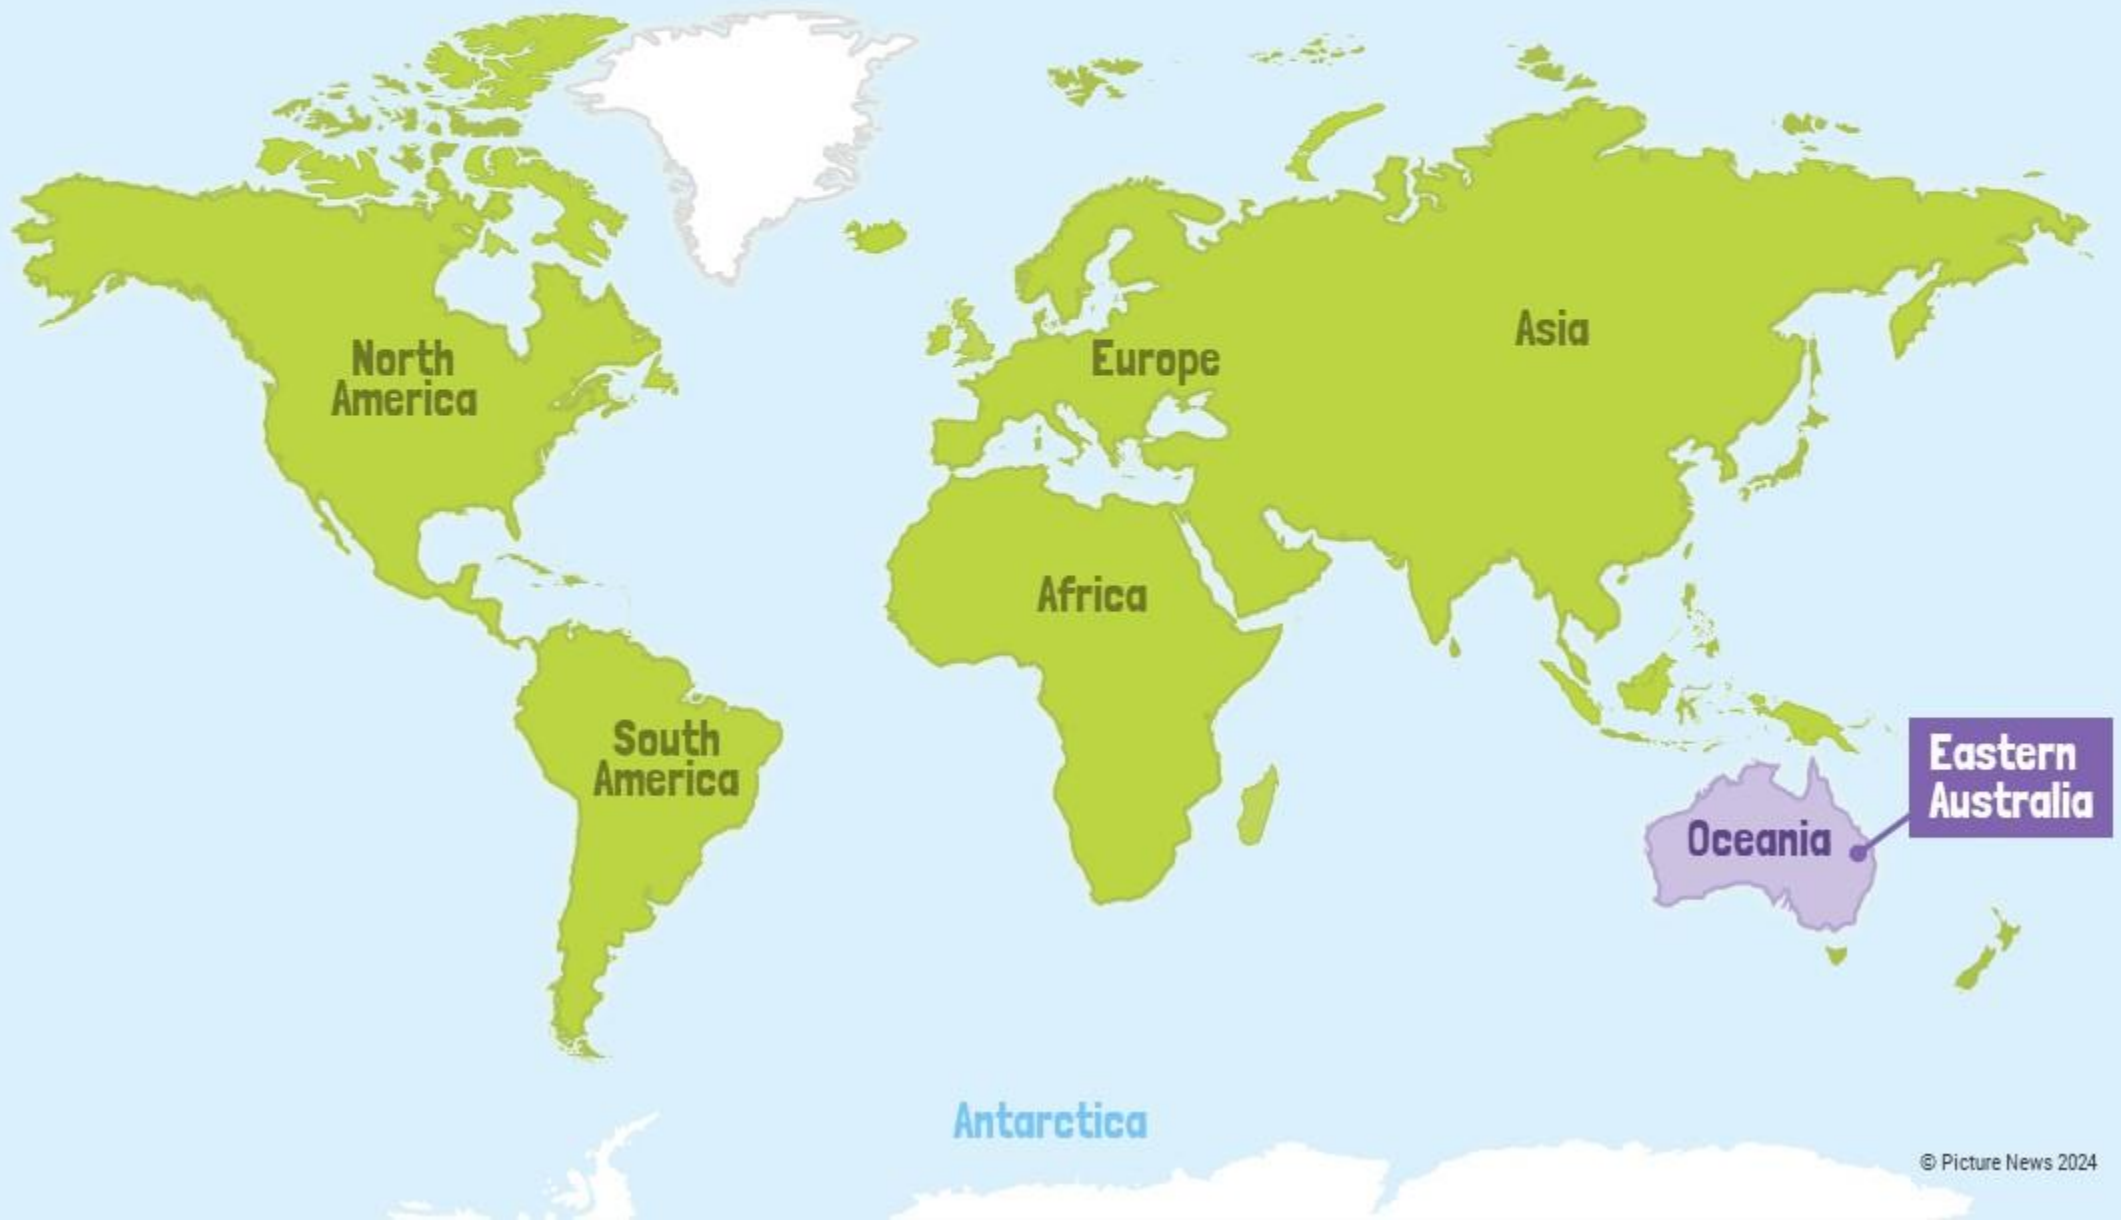 North
America
Europe
Asia
Africa
South
America
Eastern
Australia
Oceania
Antarctica
© Picture News 2024